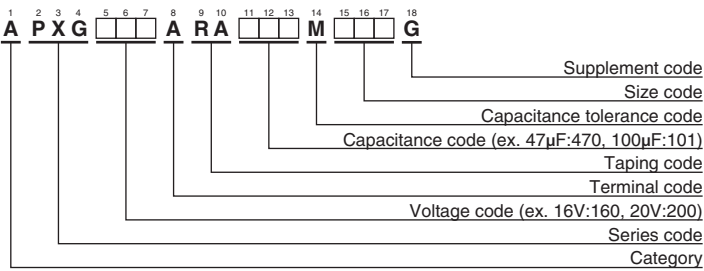 1 2 3 4 5 6 7 8 9 10 11 12 13 14 15 16 17 18
A PXG □□□ A RA □□□ M □□□ G
Supplement code
Size code
Capacitance tolerance code
Capacitance code (ex. 47μF:470, 100μF:101)
Taping code
Terminal code
Voltage code (ex. 16V:160, 20V:200)
Series code
Category